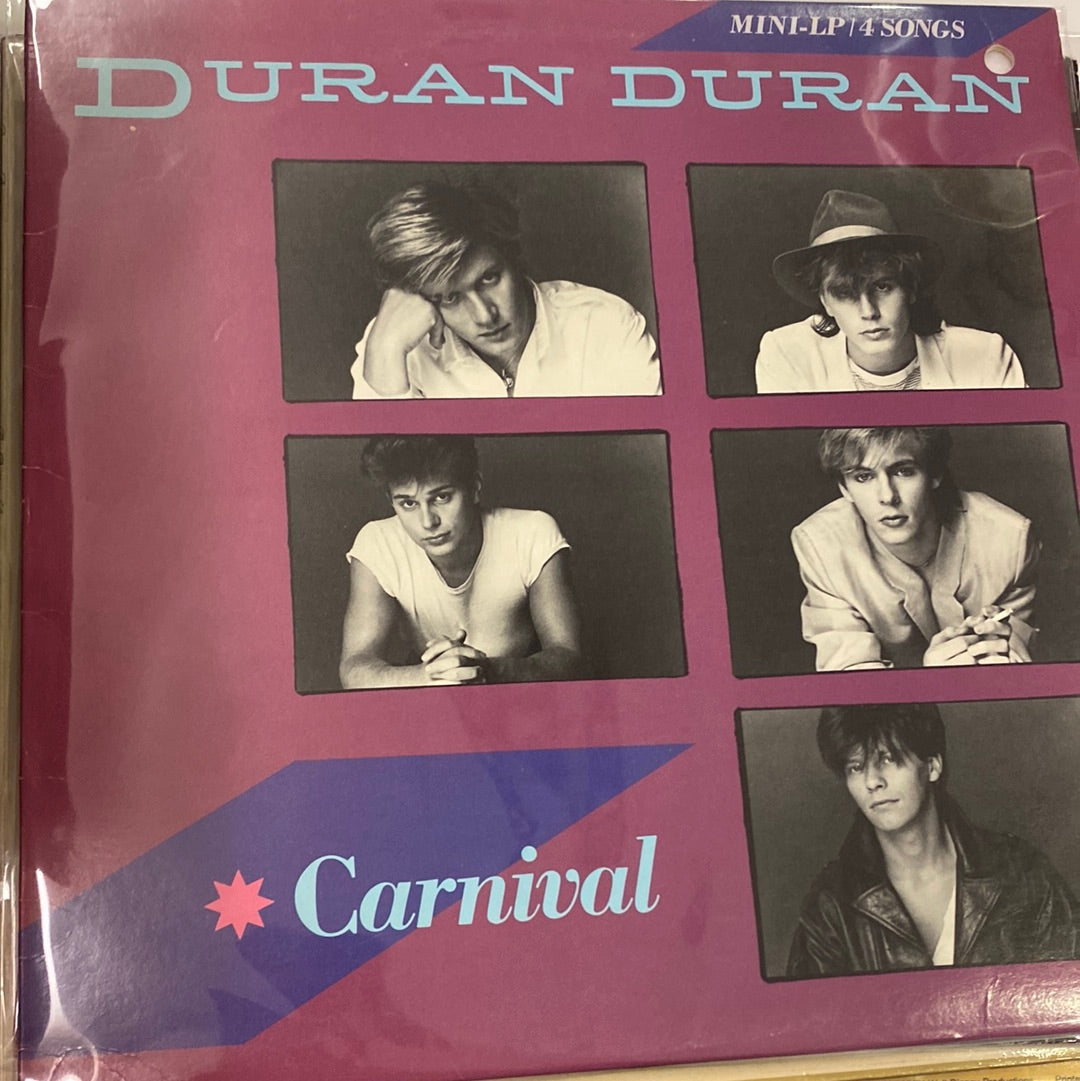 MINI-LP/4 SONGS
DURAN DURAN
Carnival